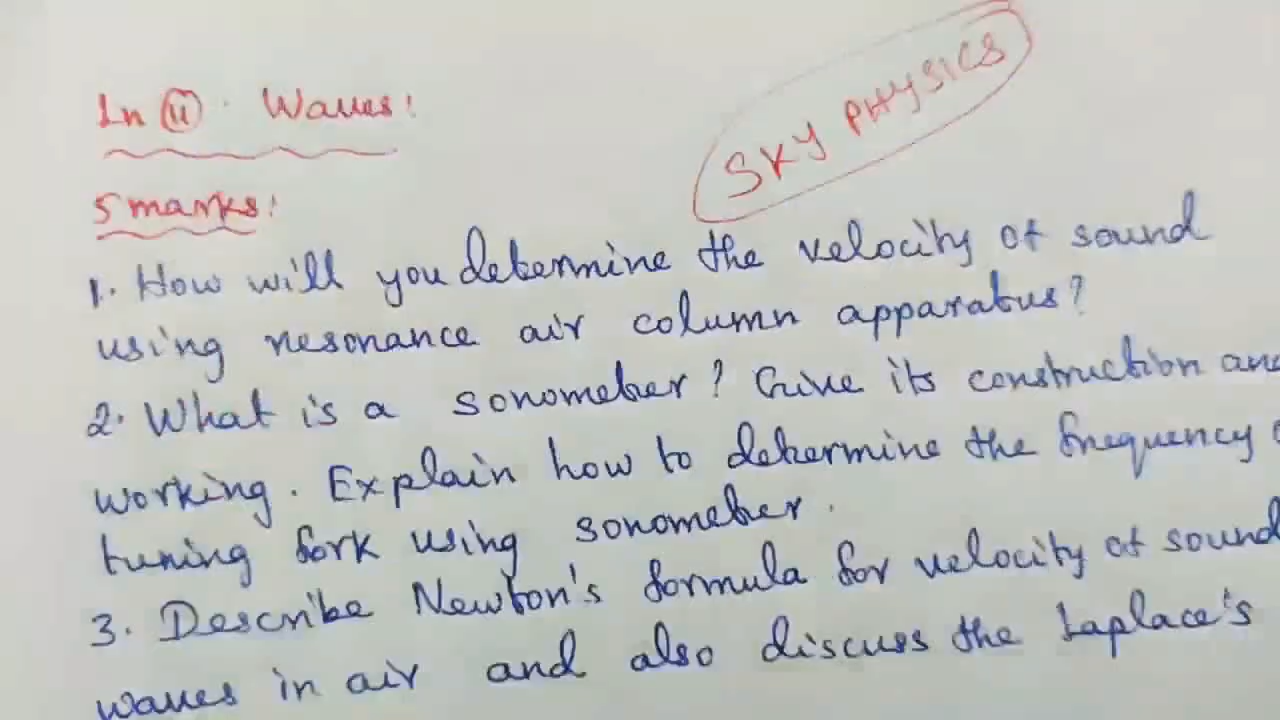 Ln 11. Waves:
SKY PHYSICS
5 marks:
1. How will you determine the velocity of sound
using resonance air column apparatus?
2. What is a sonometer? Give its construction and
working. Explain how to determine the frequency
tuning fork using sonometer.
3. Describe Newton's formula for velocity of sound
waves in air and also discuss the Laplace's